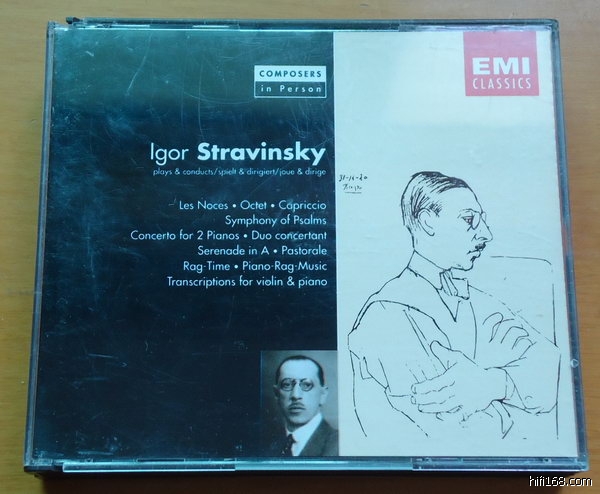 COMPOSERS
in Person
EMI
CLASSICS
Igor Stravinsky
plays & conducts/spielt & dirigiert/joue & dirige
Les Noces • Octet • Capriccio
Symphony of Psalms
Concerto for 2 Pianos • Duo concertant
Serenade in A • Pastorale
Rag-Time • Piano-Rag-Music
Transcriptions for violin & piano
hifi168.com